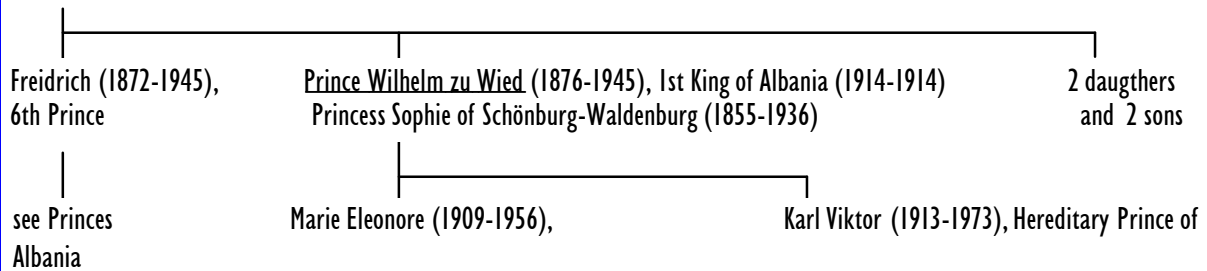 Freidrich (1872-1945), Prince Wilhelm zu Wied (1876-1945), 1st King of Albania (1914-1914) 2 daugthers
6th Prince Princess Sophie of Schönburg-Waldenburg (1855-1936) and 2 sons
see Princes Marie Eleonore (1909-1956), Karl Viktor (1913-1973), Hereditary Prince of
Albania